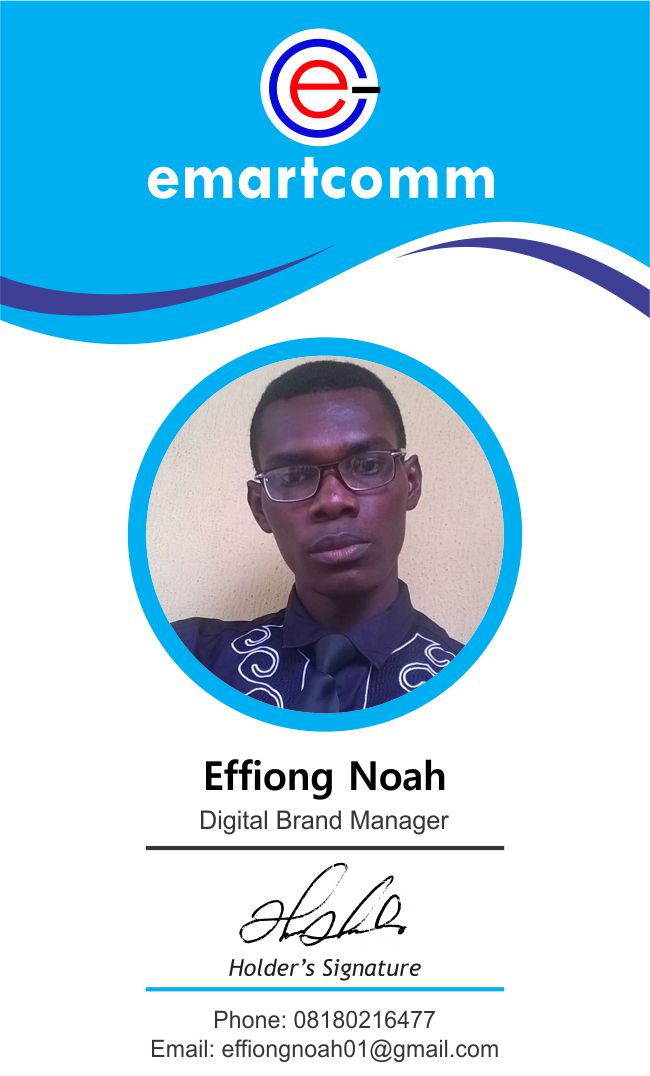 e
emartcomm
Effiong Noah
Digital Brand Manager
Holder's Signature
Phone: 08180216477
Email: effiongnoah01@gmail.com